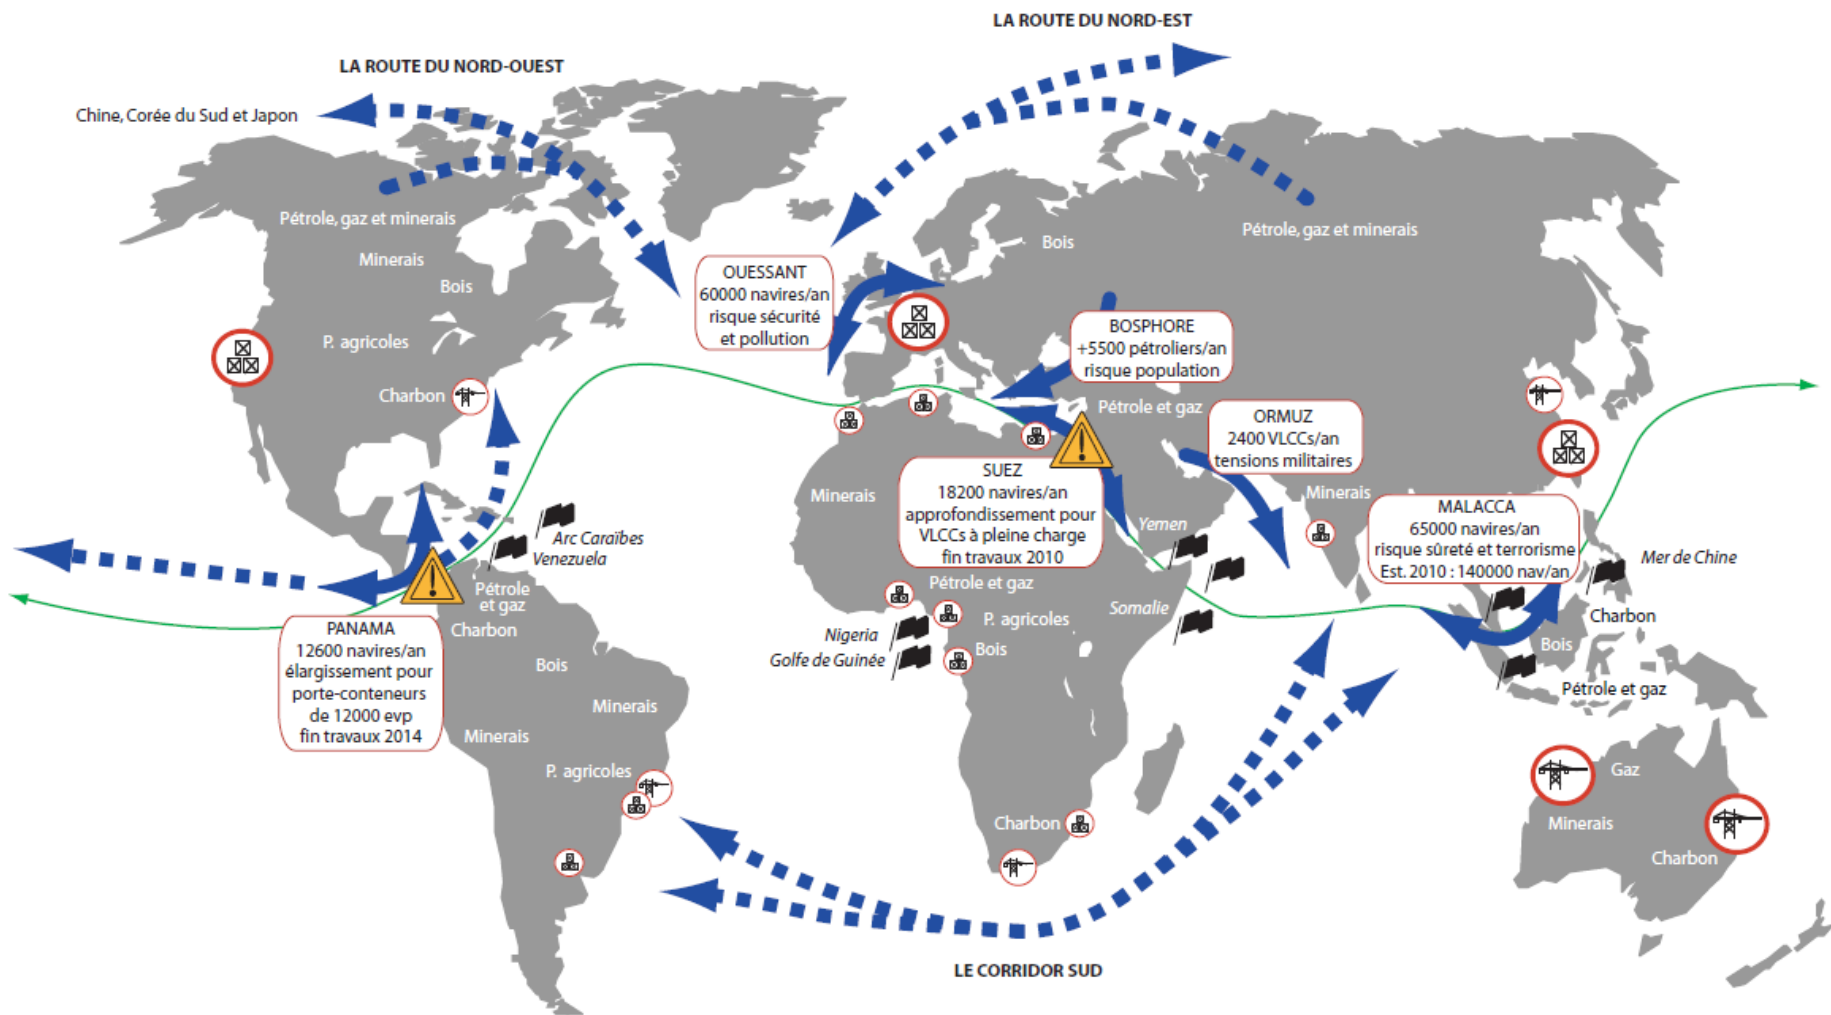 LA ROUTE DU NORD-EST
LA ROUTE DU NORD-OUEST
Chine, Corée du Sud et Japon
Pétrole, gaz et minerais
Minerais
Bois
P. agricoles
Charbon
OUESSANT
60000 navires/an
risque sécurité
et pollution
Bois
Pétrole, gaz et minerais
BOSPHORE
+5500 pétroliers/an
risque population
Pétrole et gaz
ORMUZ
2400 VLCCs/an
tensions militaires
SUEZ
18200 navires/an
approfondissement pour
VLCCs à pleine charge
fin travaux 2010
Minerais
Minerais
MALACCA
65000 navires/an
risque sûreté et terrorisme
Est. 2010 : 140000 nav/an
Mer de Chine
Yemen
Arc Caraïbes
Venezuela
Pétrole
et gaz
Charbon
PANAMA
12600 navires/an
élargissement pour
porte-conteneurs
de 12000 evp
fin travaux 2014
Bois
Minerais
Minerais
P. agricoles
Pétrole et gaz
P. agricoles
Somalie
Nigeria
Golfe de Guinée
Bois
Charbon
Charbon
Bois
Pétrole et gaz
Gaz
Minerais
Charbon
LE CORRIDOR SUD